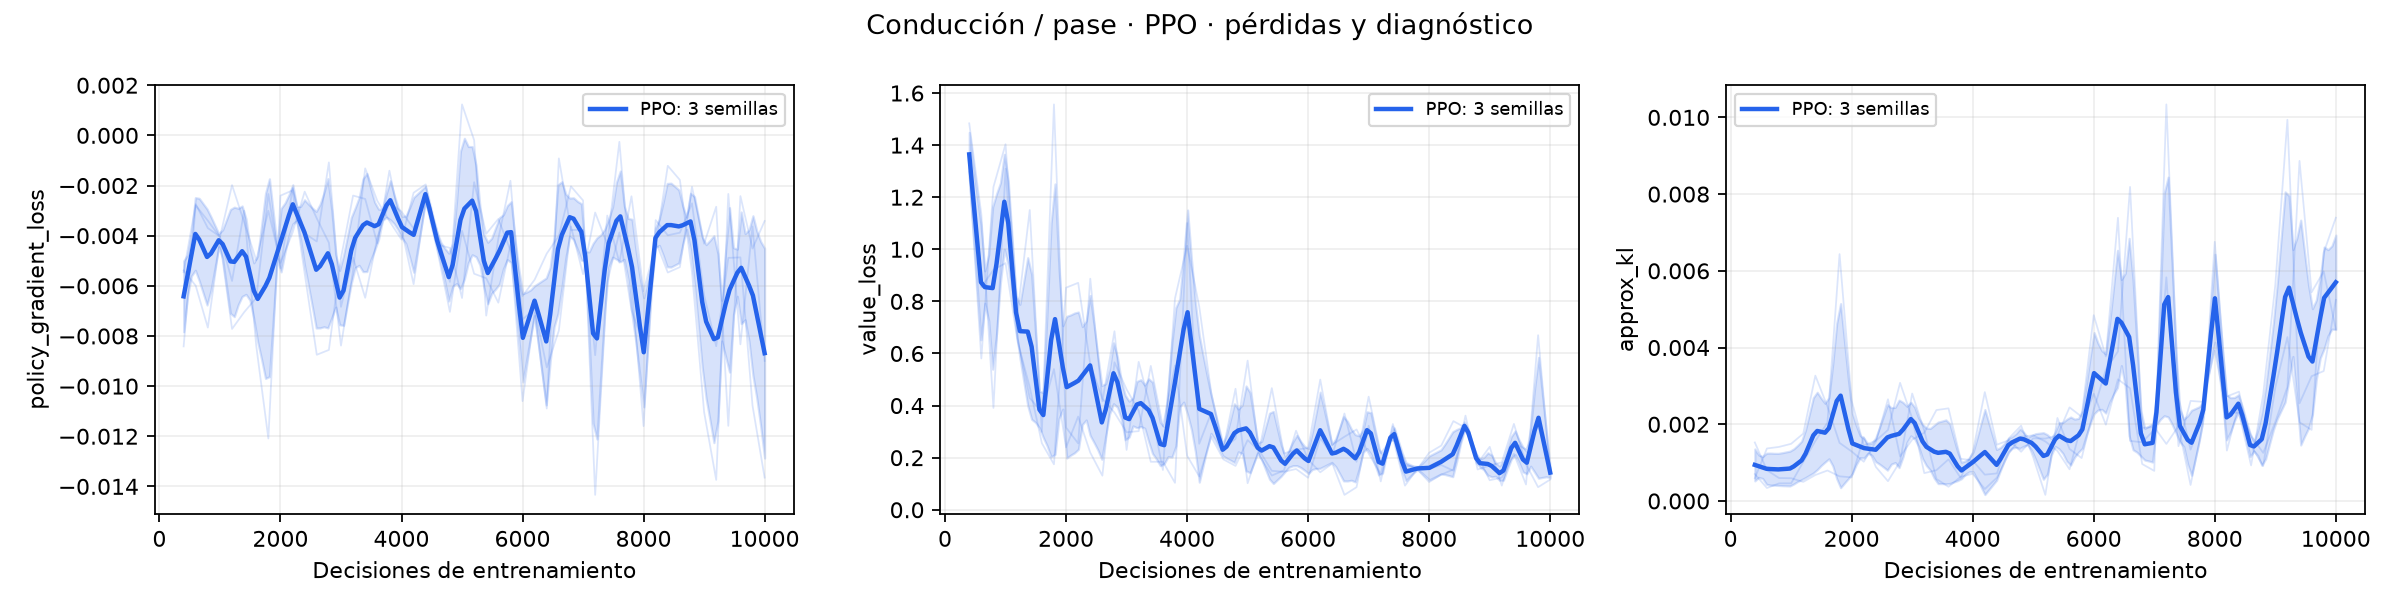 Conducción / pase · PPO · pérdidas y diagnóstico
policy_gradient_loss
0.002
0.000
−0.002
−0.004
−0.006
−0.008
−0.010
−0.012
−0.014
PPO: 3 semillas
0 2000 4000 6000 8000 10000
Decisiones de entrenamiento
value_loss
1.6
1.4
1.2
1.0
0.8
0.6
0.4
0.2
0.0
PPO: 3 semillas
0 2000 4000 6000 8000 10000
Decisiones de entrenamiento
approx_kl
0.010
0.008
0.006
0.004
0.002
0.000
PPO: 3 semillas
0 2000 4000 6000 8000 10000
Decisiones de entrenamiento